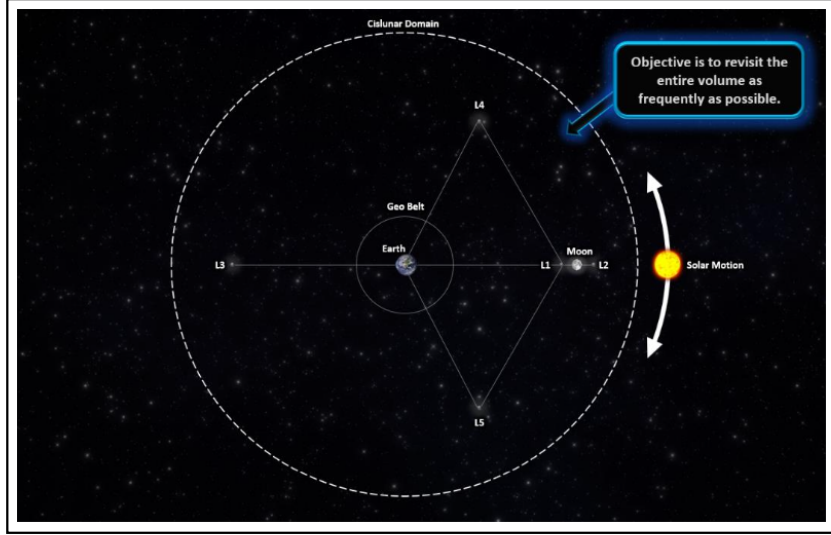 Cislunar Domain
Objective is to revisit the
entire volume as
frequently as possible.
L4
Geo Belt
Earth
Moon
L3
L1
L2
Solar Motion
L5